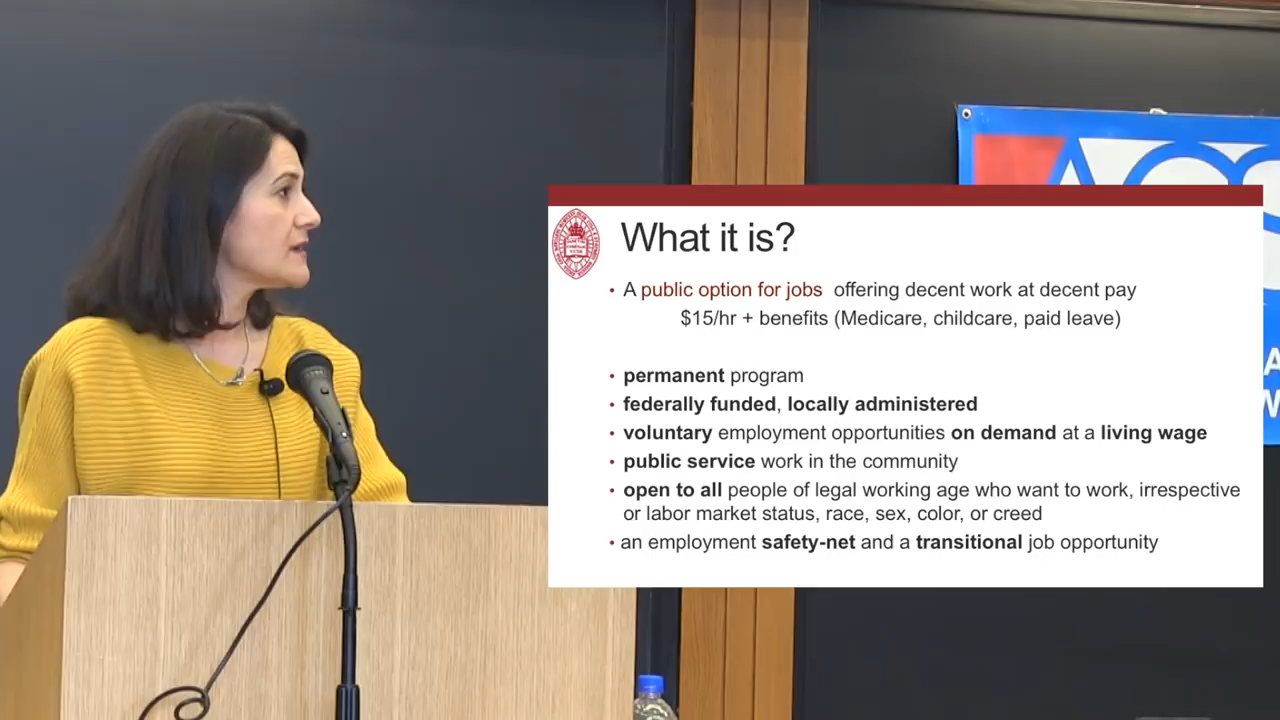 What it is?
• A public option for jobs offering decent work at decent pay
$15/hr + benefits (Medicare, childcare, paid leave)
• permanent program
• federally funded, locally administered
• voluntary employment opportunities on demand at a living wage
• public service work in the community
• open to all people of legal working age who want to work, irrespective
or labor market status, race, sex, color, or creed
• an employment safety-net and a transitional job opportunity
A
W